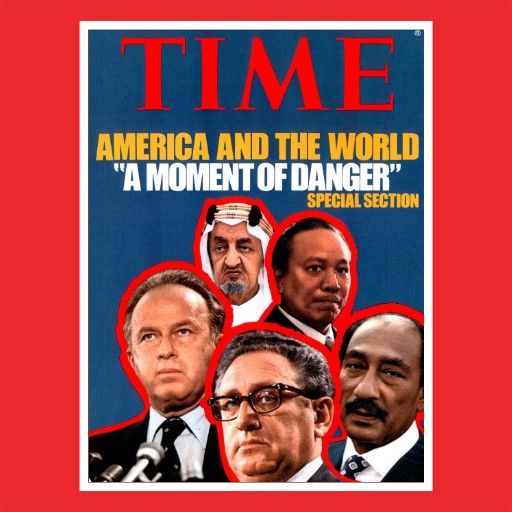 TIME
®
AMERICA AND THE WORLD
"A MOMENT OF DANGER"
SPECIAL SECTION